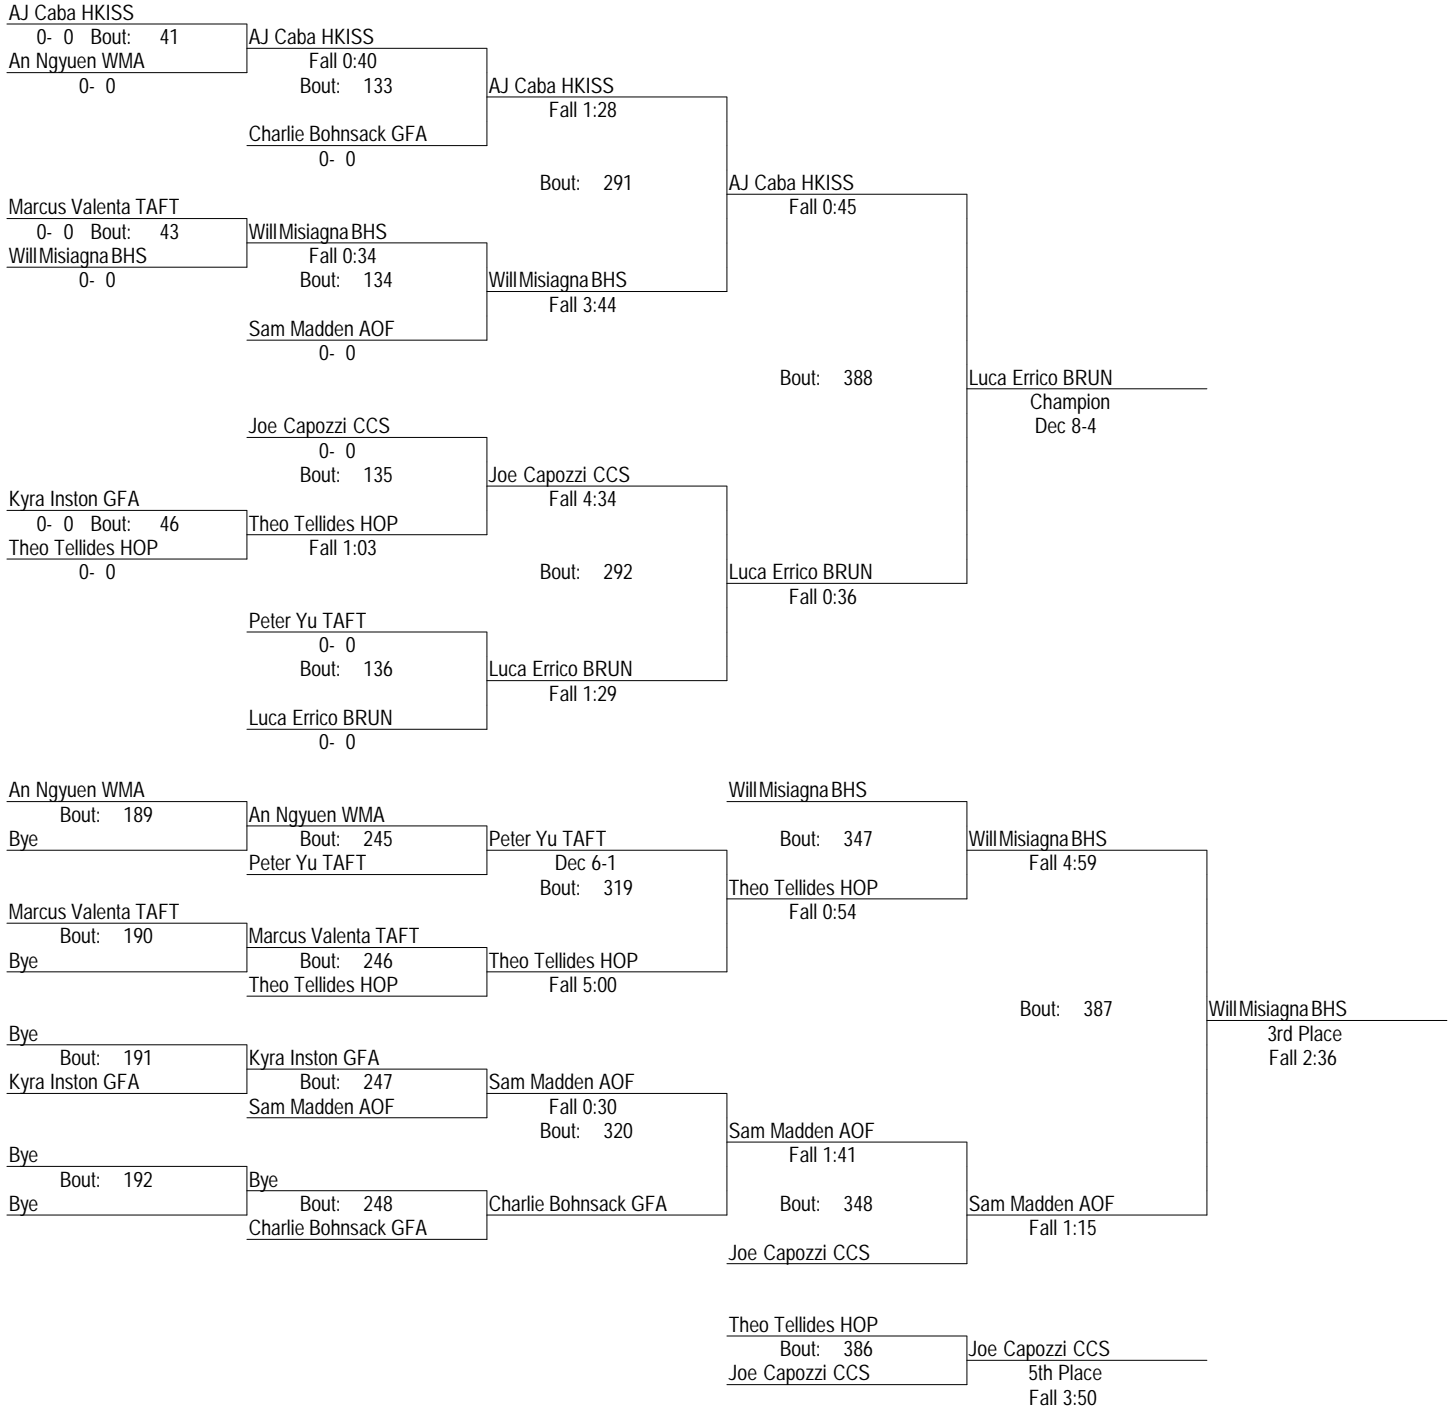 AJ Caba HKISS
0- 0 Bout: 41
An Ngyuen WMA
0- 0
AJ Caba HKISS
Fall 0:40
Bout: 133
Charlie Bohnsack GFA
0- 0
AJ Caba HKISS
Fall 1:28
Bout: 291
Marcus Valenta TAFT
0- 0 Bout: 43
Will Misiagna BHS
0- 0
Will Misiagna BHS
Fall 0:34
Bout: 134
Sam Madden AOF
0- 0
Will Misiagna BHS
Fall 3:44
AJ Caba HKISS
Fall 0:45
Bout: 388
Joe Capozzi CCS
0- 0
Bout: 135
Kyra Inston GFA
0- 0 Bout: 46
Theo Tellides HOP
0- 0
Theo Tellides HOP
Fall 1:03
Joe Capozzi CCS
Fall 4:34
Bout: 292
Peter Yu TAFT
0- 0
Bout: 136
Luca Errico BRUN
0- 0
Luca Errico BRUN
Fall 1:29
Luca Errico BRUN
Fall 0:36
Luca Errico BRUN
Champion
Dec 8-4
An Ngyuen WMA
Bout: 189
Bye
An Ngyuen WMA
Bout: 245
Peter Yu TAFT
Peter Yu TAFT
Dec 6-1
Bout: 319
Marcus Valenta TAFT
Bout: 190
Bye
Marcus Valenta TAFT
Bout: 246
Theo Tellides HOP
Theo Tellides HOP
Fall 5:00
Will Misiagna BHS
Bout: 347
Theo Tellides HOP
Fall 0:54
Will Misiagna BHS
Fall 4:59
Bout: 387
Bye
Bout: 191
Kyra Inston GFA
Kyra Inston GFA
Bout: 247
Sam Madden AOF
Sam Madden AOF
Fall 0:30
Bout: 320
Bye
Bout: 192
Bye
Bye
Bout: 248
Charlie Bohnsack GFA
Charlie Bohnsack GFA
Sam Madden AOF
Fall 1:41
Bout: 348
Joe Capozzi CCS
Sam Madden AOF
Fall 1:15
Will Misiagna BHS
3rd Place
Fall 2:36
Theo Tellides HOP
Bout: 386
Joe Capozzi CCS
Joe Capozzi CCS
5th Place
Fall 3:50